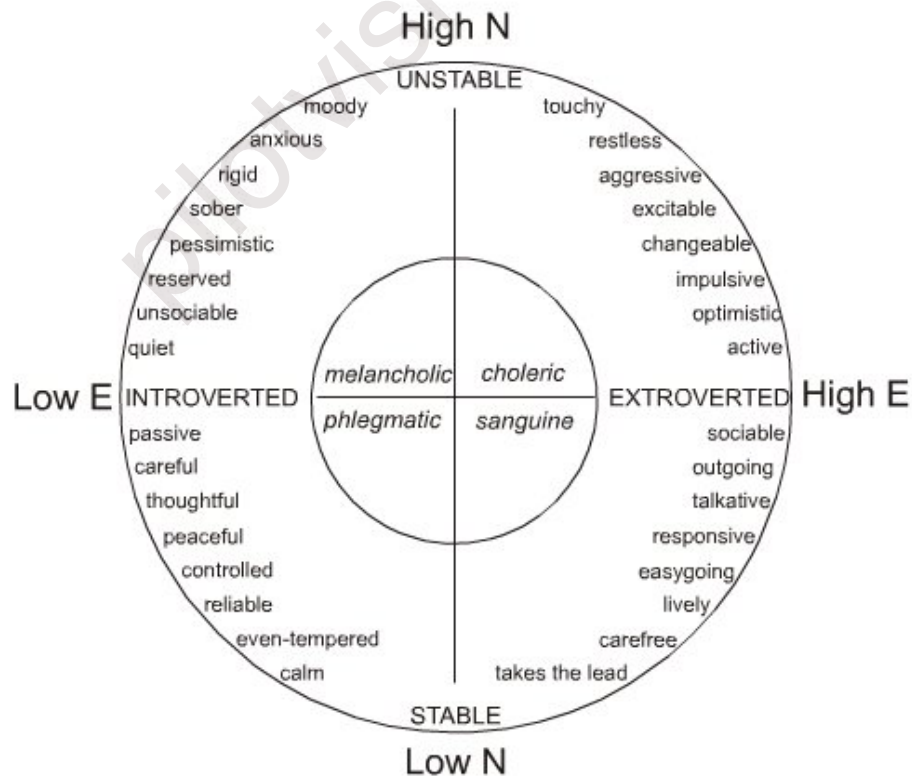 High N
UNSTABLE
moody
touchy
anxious
restless
rigid
aggressive
sober
excitable
pessimistic
changeable
reserved
impulsive
unsociable
optimistic
quiet
active
melancholic
choleric
Low E
INTROVERTED
EXTROVERTED
High E
phlegmatic
sanguine
passive
sociable
careful
outgoing
thoughtful
talkative
peaceful
responsive
controlled
easygoing
reliable
lively
even-tempered
carefree
calm
takes the lead
STABLE
Low N